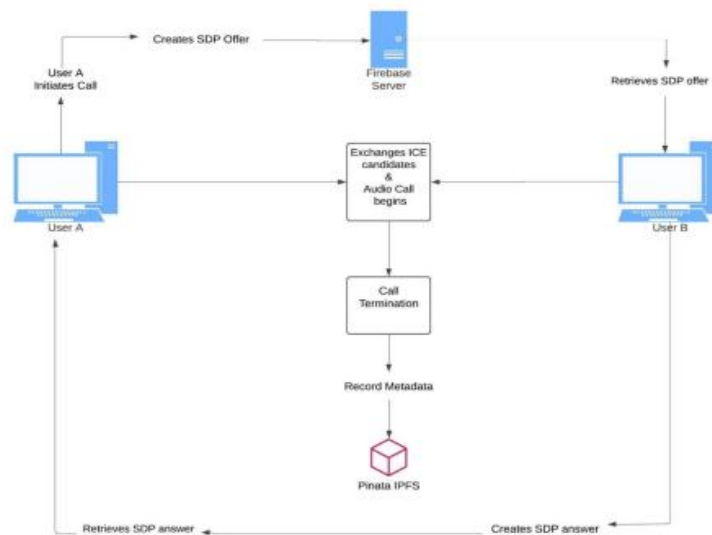 Creates SDP Offer
User A
Initiates Call
Firebase
Server
Retrieves SDP offer
Exchanges ICE
candidates
&
Audio Call
begins
User A
User B
Call
Termination
Record Metadata
Pinata IPFS
Retrieves SDP answer
Creates SDP answer